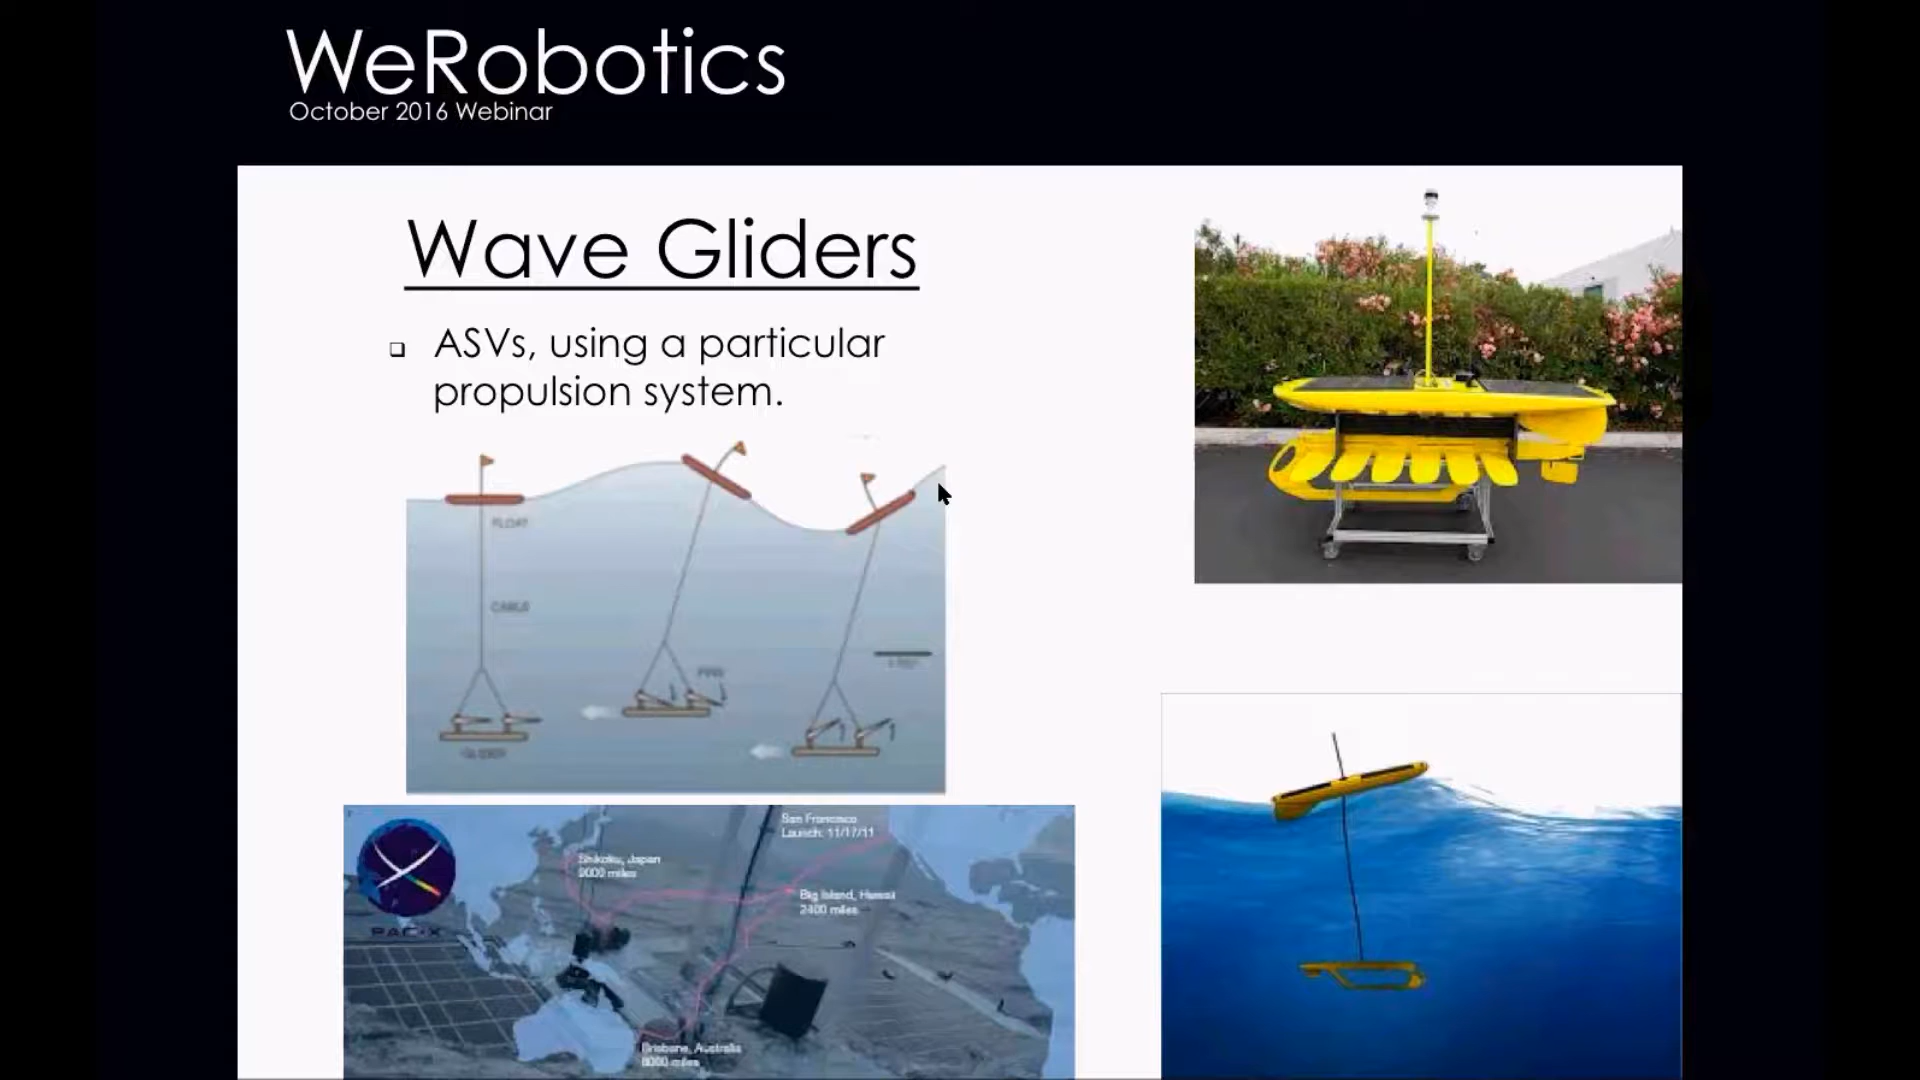 WeRobotics
October 2016 Webinar
Wave Gliders
ASVs, using a particular
propulsion system.
FLOAT
CABLE
FINS
GLIDER
San Francisco
Launch: 11/17/11
Shikoku, Japan
9000 miles
Big Island, Hawaii
2400 miles
PAC X
Brisbane, Australia
8000 miles